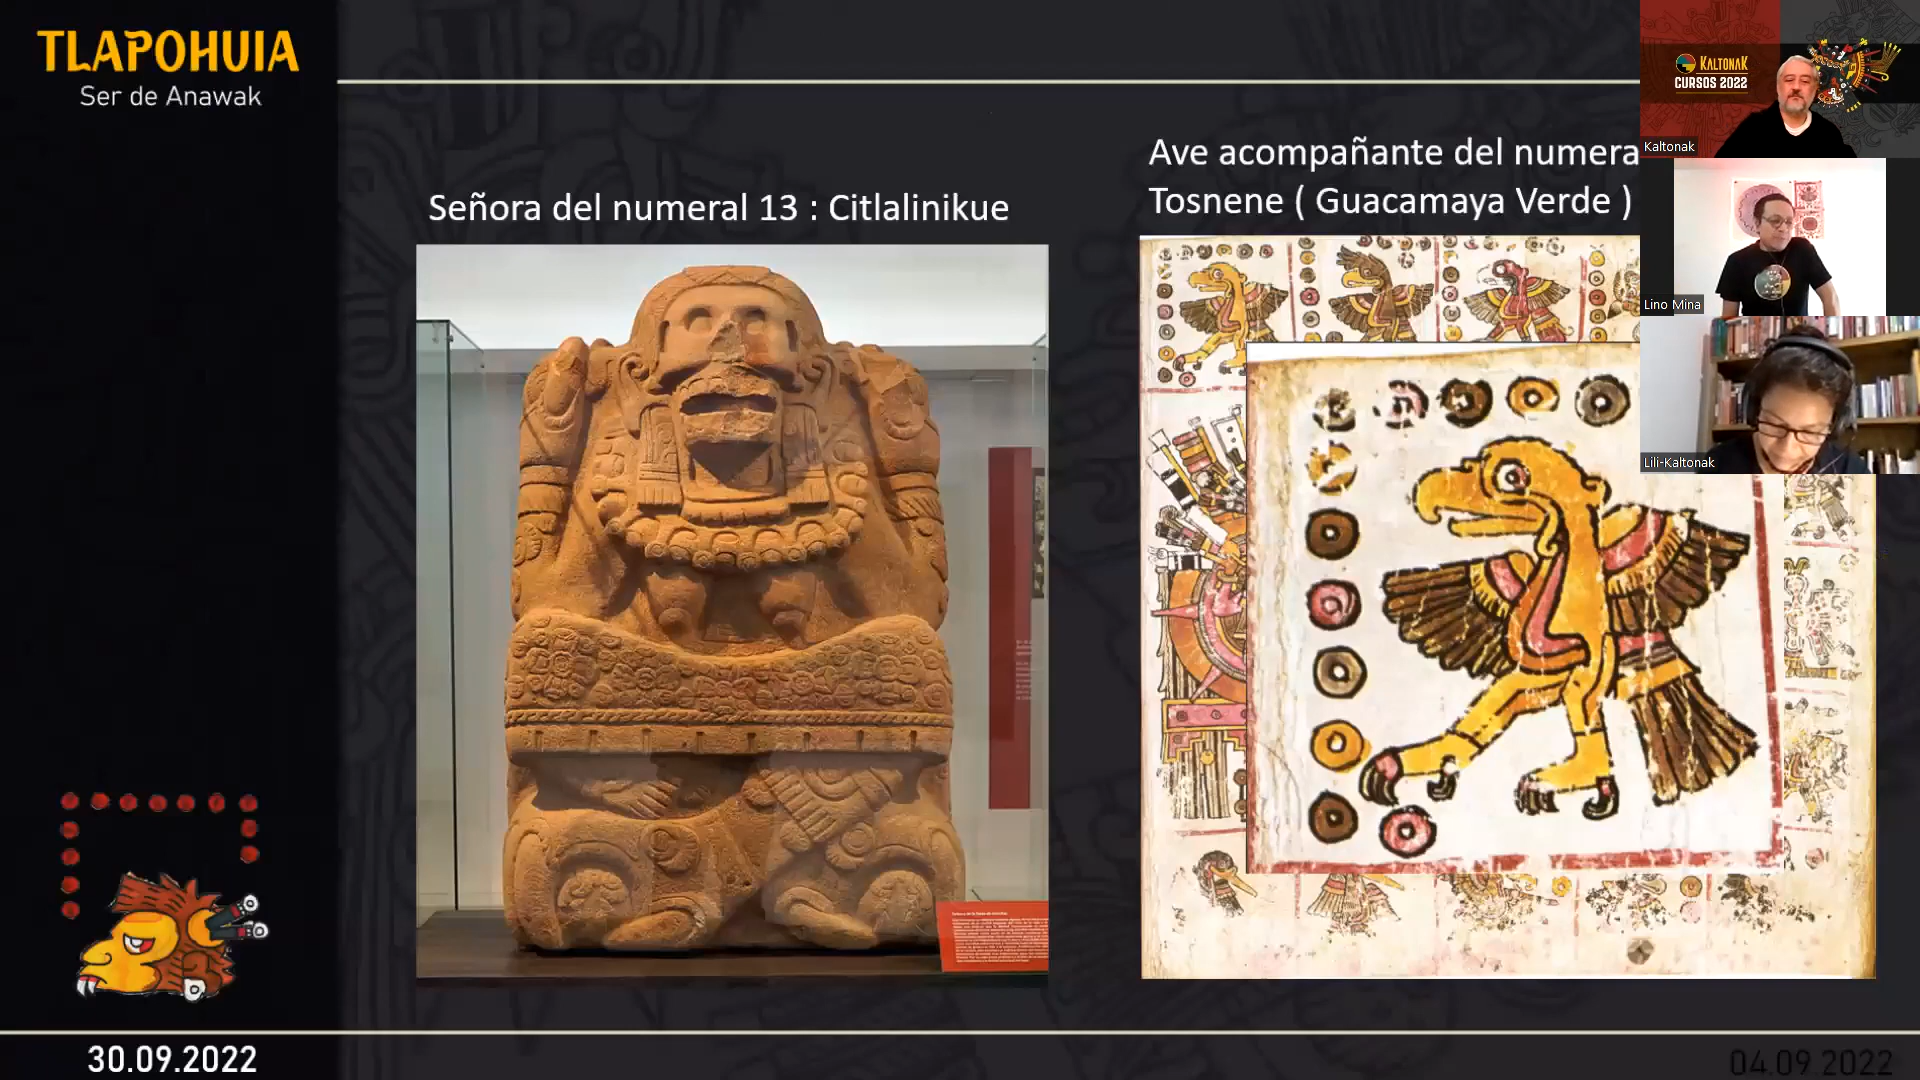 TLAPOHUIA
Ser de Anawak
Señora del numeral 13 : Citlalinikue
Ave acompañante del numera
Tosnene ( Guacamaya Verde )
KALTONAK
CURSOS 2022
Kaltonak
Lino Mina
Lili-Kaltonak
30.09.2022
04.09.2022